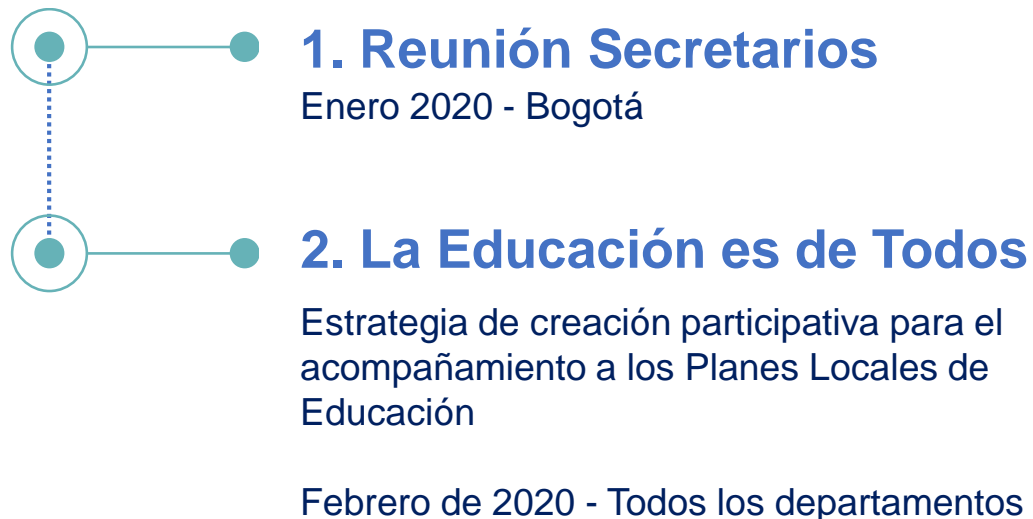 1. Reunión Secretarios
Enero 2020 - Bogotá
2. La Educación es de Todos
Estrategia de creación participativa para el
acompañamiento a los Planes Locales de
Educación
Febrero de 2020 - Todos los departamentos